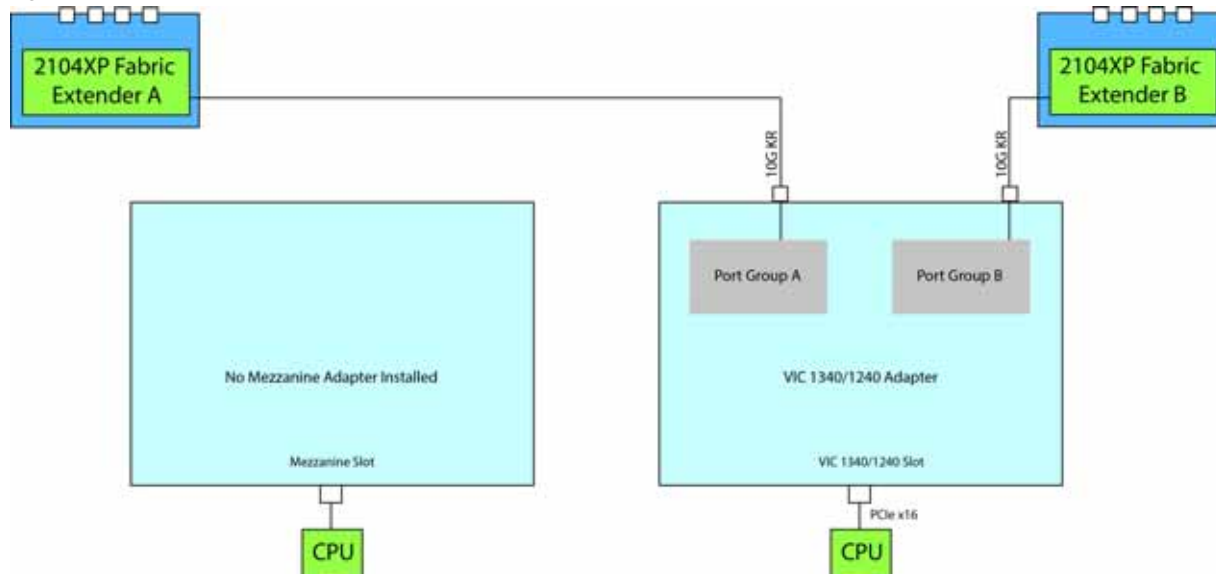 2104XP Fabric
Extender A
2104XP Fabric
Extender B
10G KR
10G KR
Port Group A
Port Group B
No Mezzanine Adapter Installed
VIC 1340/1240 Adapter
Mezzanine Slot
VIC 1340/1240 Slot
PCIe x16
CPU
CPU